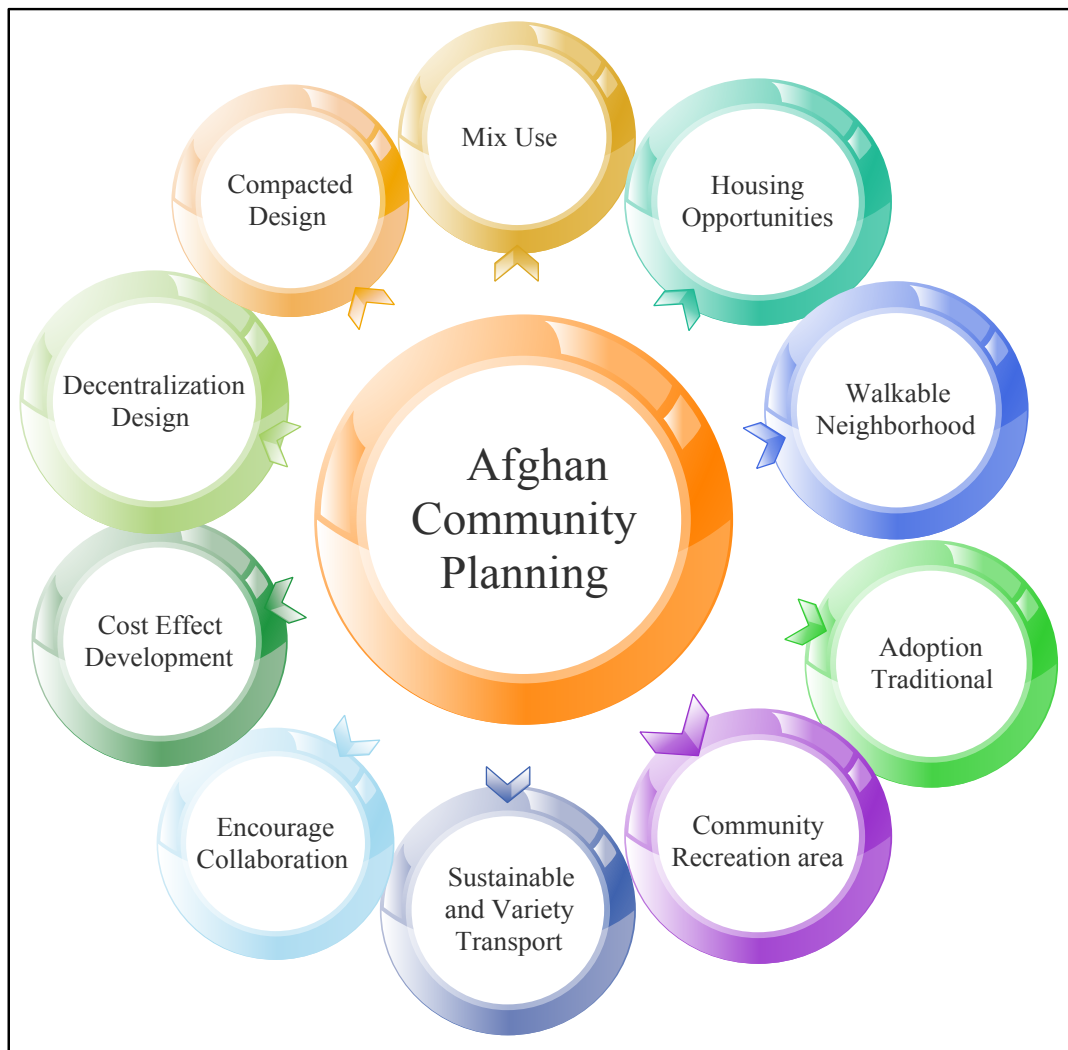 Mix Use
Housing
Opportunities
Walkable
Neighborhood
Adoption
Traditional
Community
Recreation area
Sustainable
and Variety
Transport
Encourage
Collaboration
Cost Effect
Development
Decentralization
Design
Compacted
Design
Afghan
Community
Planning